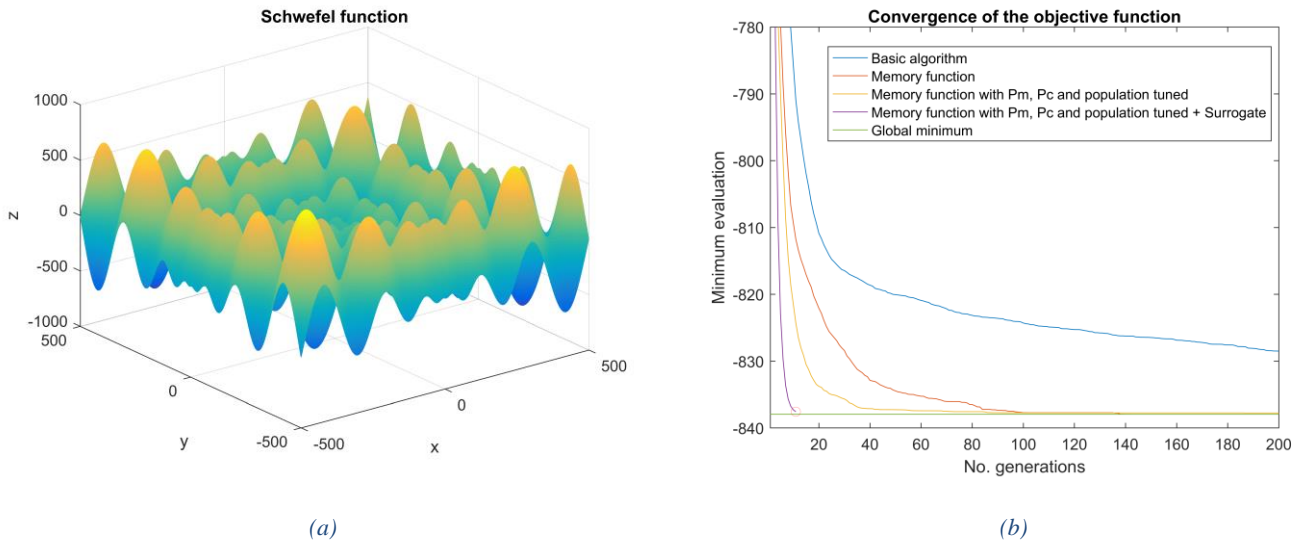 Schwefel function
1000
500
0
-500
-1000
z
500
0
-500
y
-500
0
500
x
(a)
Convergence of the objective function
-780
-790
-800
-810
-820
-830
-840
Minimum evaluation
Basic algorithm
Memory function
Memory function with Pm, Pc and population tuned
Memory function with Pm, Pc and population tuned + Surrogate
Global minimum
20 40 60 80 100 120 140 160 180 200
No. generations
(b)